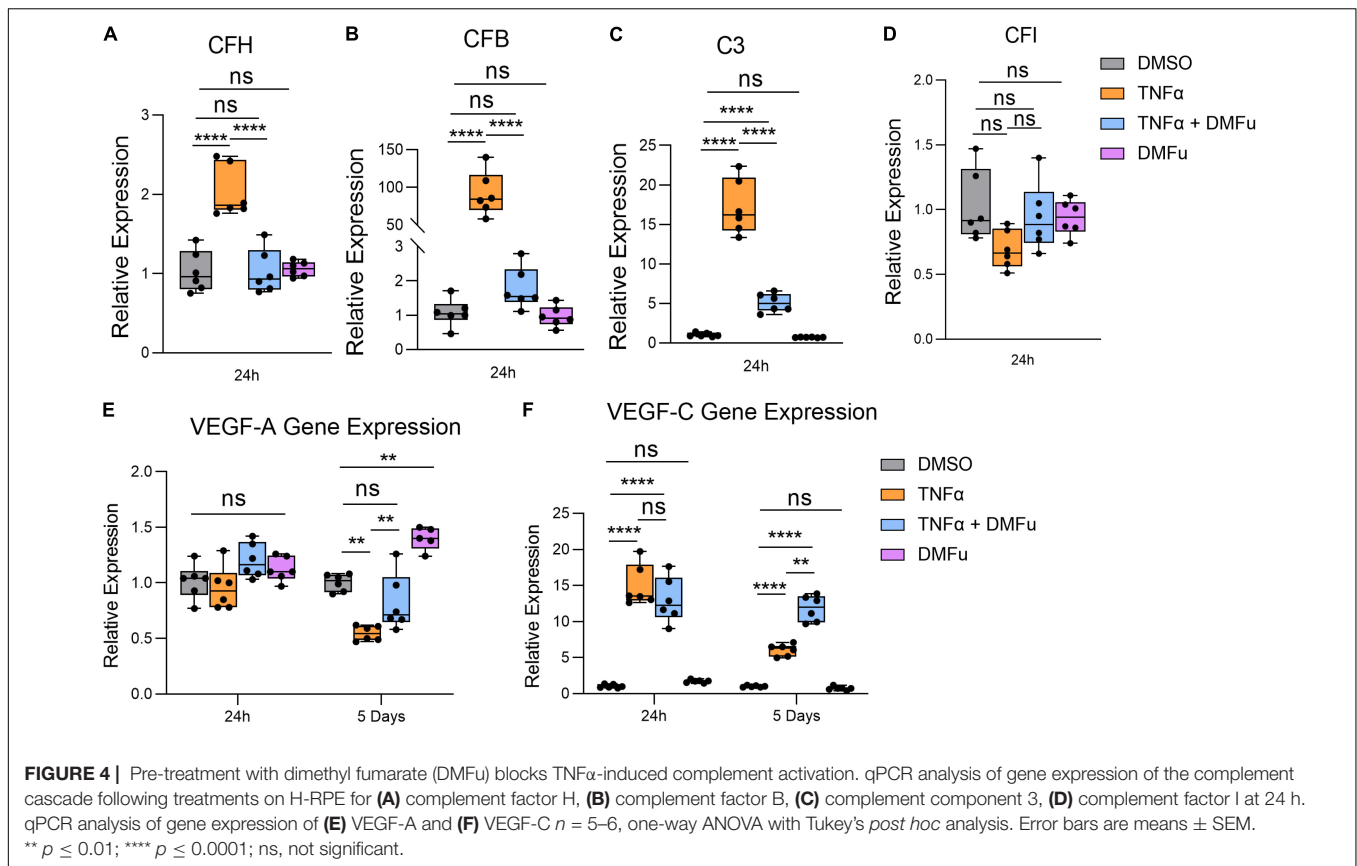 A
CFH
ns
ns
**** ****
Relative Expression
3
2
1
0
24h
B
CFB
ns
ns
**** ****
Relative Expression
150
100
50
3
2
1
0
24h
C
C3
ns
****
**** ****
Relative Expression
25
20
15
10
5
0
24h
D
CFI
ns
ns
ns ns
Relative Expression
2.0
1.5
1.0
0.5
0.0
24h
DMSO
TNFα
TNFα + DMFu
DMFu
E
VEGF-A Gene Expression
ns
**
ns
** **
Relative Expression
2.0
1.5
1.0
0.5
0.0
24h 5 Days
F
VEGF-C Gene Expression
ns
****
ns
****
ns
****
**
****
Relative Expression
25
20
15
10
5
0
24h 5 Days
DMSO
TNFα
TNFα + DMFu
DMFu
FIGURE 4 | Pre-treatment with dimethyl fumarate (DMFu) blocks TNFα-induced complement activation. qPCR analysis of gene expression of the complement
cascade following treatments on H-RPE for (A) complement factor H, (B) complement factor B, (C) complement component 3, (D) complement factor I at 24 h.
qPCR analysis of gene expression of (E) VEGF-A and (F) VEGF-C n = 5–6, one-way ANOVA with Tukey's post hoc analysis. Error bars are means ± SEM.
** p ≤ 0.01; **** p ≤ 0.0001; ns, not significant.